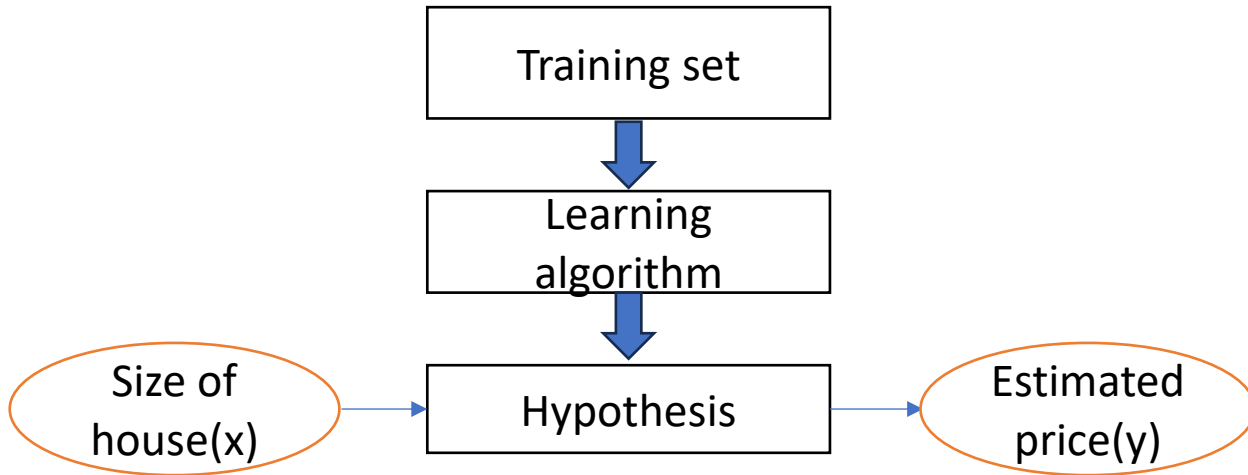 Training set
Learning
algorithm
Size of
house(x)
Hypothesis
Estimated
price(y)